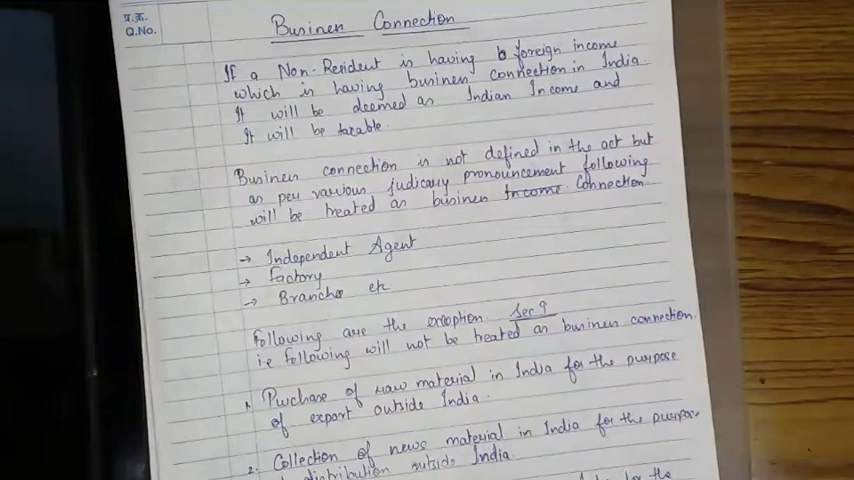 प्र.क्र.
Q.No.
Business Connection
If a Non-Resident is having foreign income
which is having business connection in India.
It will be deemed as Indian Income and
It will be taxable.
Business connection is not defined in the act but
as per various judicary pronouncement following
will be treated as business Income Connection
→ Independent Agent
→ Factory
→ Branch etc
Following are the exception. Sec 9
i.e following will not be treated as business connection.
1. Purchase of raw material in India for the purpose
of export outside India.
2. Collection of news material in India for the purpose
distribution outside India.
for the